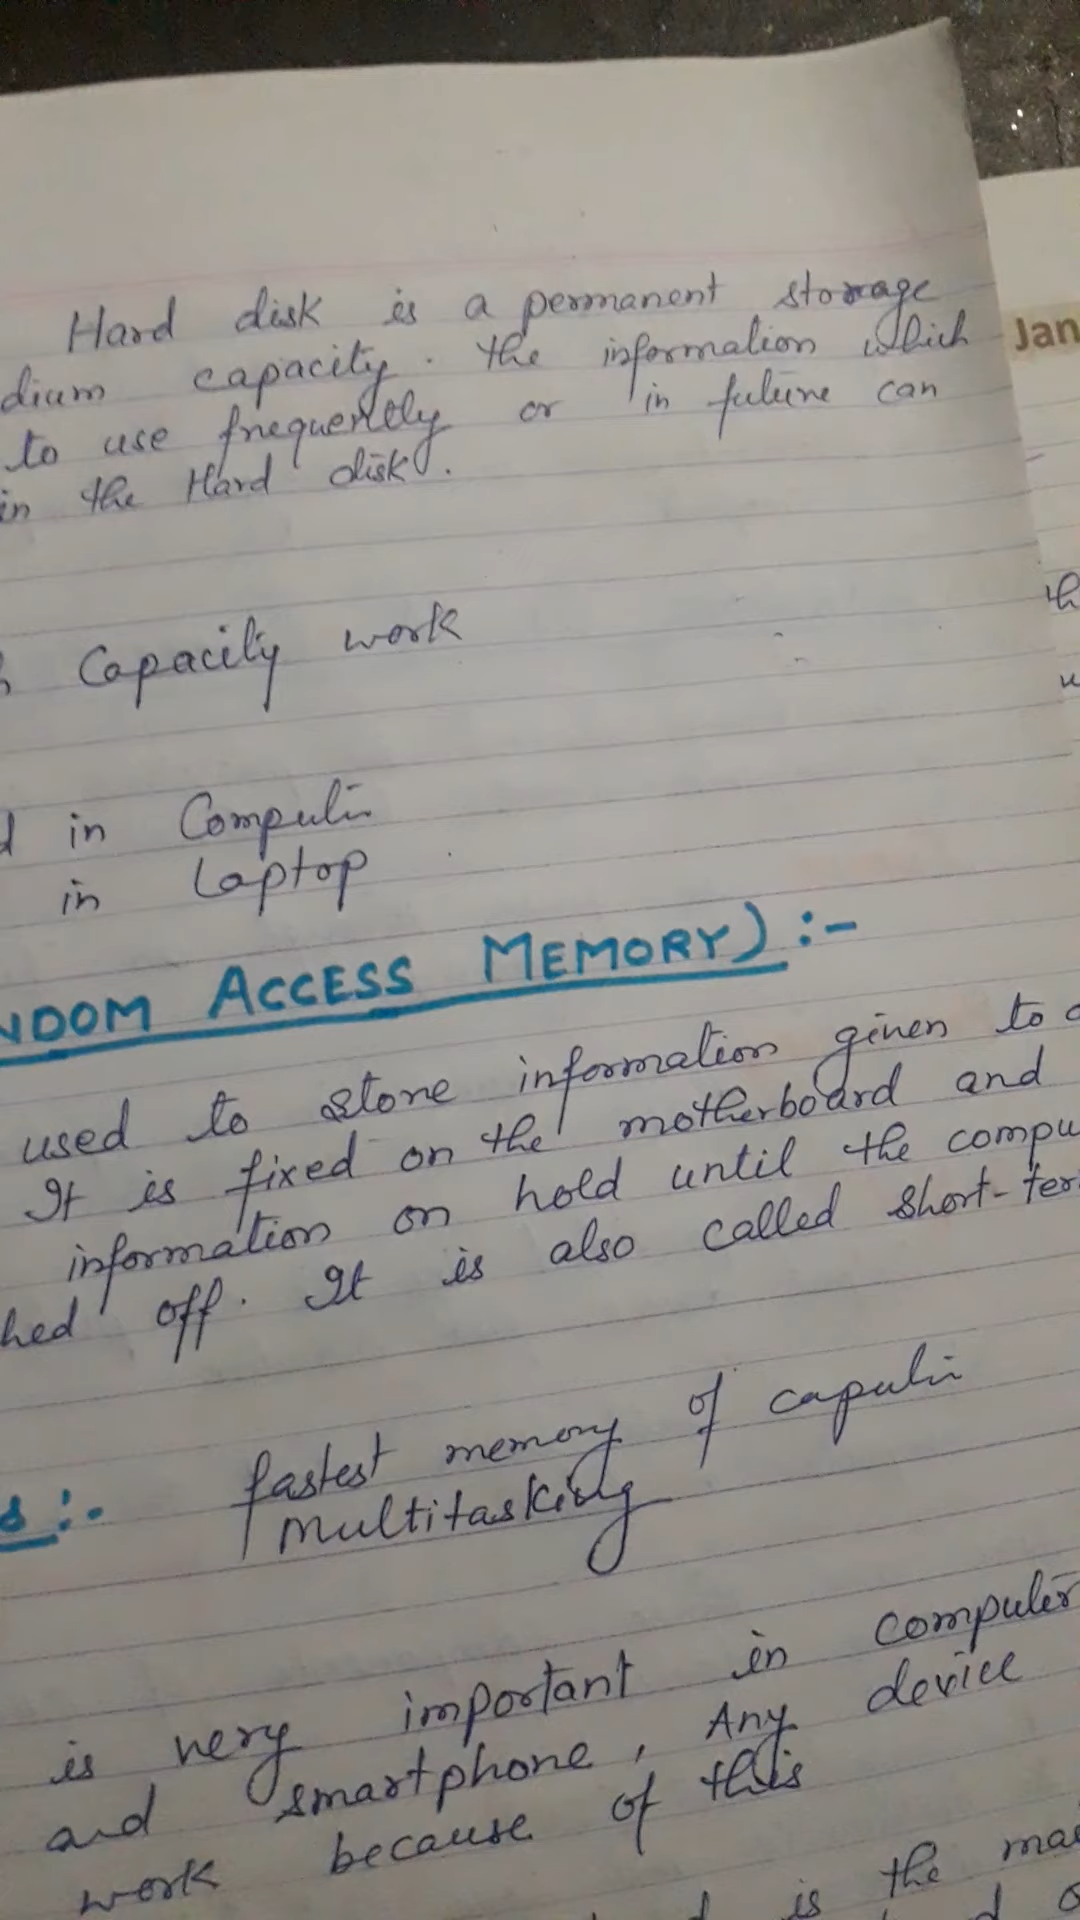 Hard disk is a permanent storage
dium capacity. the information which
to use frequently or in future can
in the Hard disk.
Capacity work
in Computer
in Laptop
NDOM ACCESS MEMORY) :-
used to store information given to
It is fixed on the motherboard and
information on hold until the compu
hed off. It is also called short-ter
fastest memory of caputer
s :- multitasking
is very important in computer
and smartphone, Any device
work because of this
is the ma
Jan